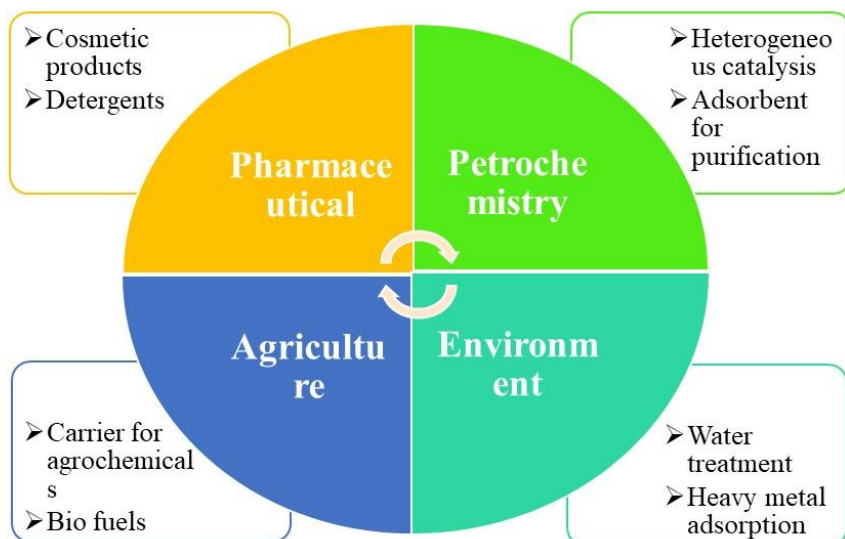 ➢Cosmetic
products
➢Detergents
➢Heterogeneo
us catalysis
➢Adsorbent
for
purification
Pharmace
utical
Petroche
mistry
Agricultu
re
Environm
ent
➢Carrier for
agrochemical
s
➢Bio fuels
➢Water
treatment
➢Heavy metal
adsorption